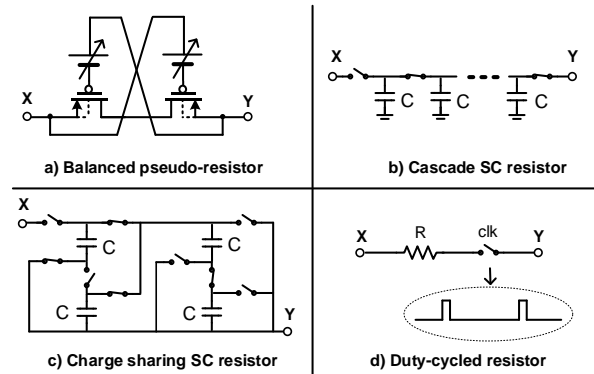 X
Y
a) Balanced pseudo-resistor
X
Y
C
C
C
b) Cascade SC resistor
X
C
C
C
C
Y
c) Charge sharing SC resistor
X
R
clk
Y
d) Duty-cycled resistor